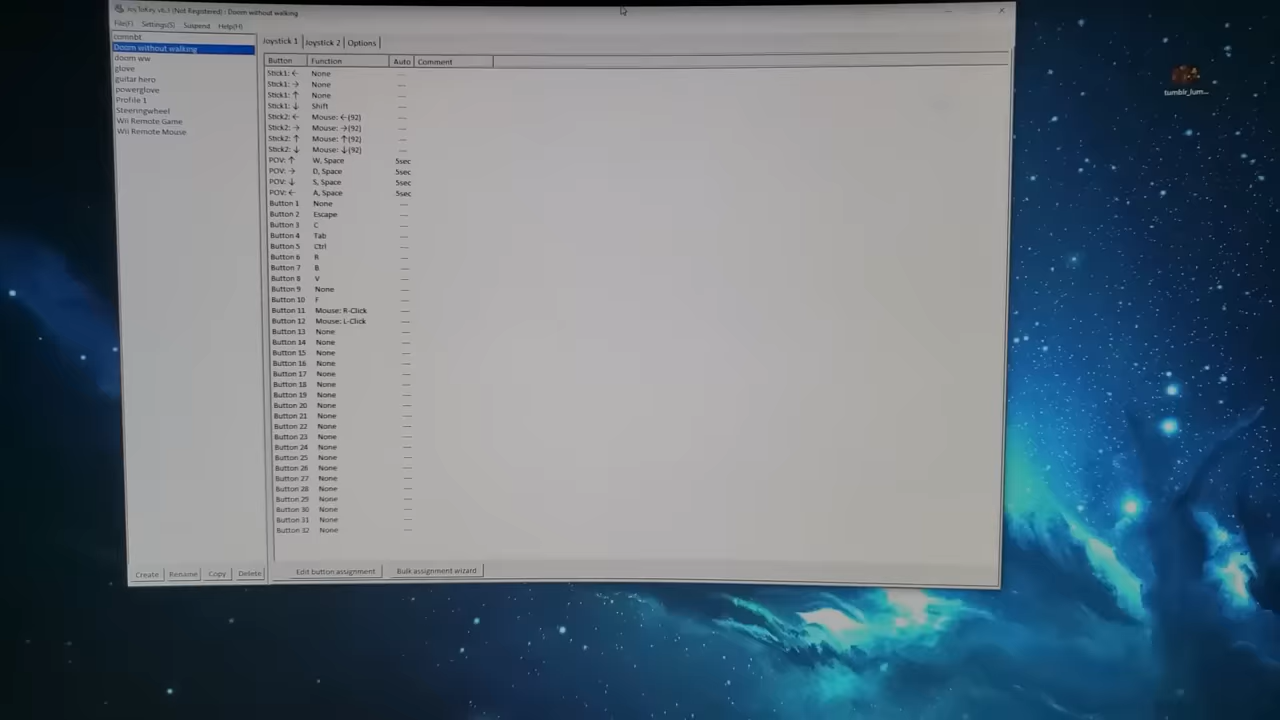 JoyToKey v6.3 (Not Registered) - Doom without walking
File(F) Settings(S) Suspend Help(H)
Doom without walking
doom ww
glove
guitar hero
powerglove
Profile 1
Steeringwheel
Wii Remote Game
Wii Remote Mouse
Joystick 1 Joystick 2 Options
Button Function Auto Comment
Stick1: ← None ---
Stick1: → None ---
Stick1: ↑ None ---
Stick1: ↓ Shift ---
Stick2: ← Mouse: ←(92) ---
Stick2: → Mouse: →(92) ---
Stick2: ↑ Mouse: ↑(92) ---
Stick2: ↓ Mouse: ↓(92) ---
POV: ↑ W, Space 5sec
POV: → D, Space 5sec
POV: ↓ S, Space 5sec
POV: ← A, Space 5sec
Button 1 None ---
Button 2 Escape ---
Button 3 C ---
Button 4 Tab ---
Button 5 Ctrl ---
Button 6 R ---
Button 7 B ---
Button 8 V ---
Button 9 None ---
Button 10 F ---
Button 11 Mouse: R-Click ---
Button 12 Mouse: L-Click ---
Button 13 None ---
Button 14 None ---
Button 15 None ---
Button 16 None ---
Button 17 None ---
Button 18 None ---
Button 19 None ---
Button 20 None ---
Button 21 None ---
Button 22 None ---
Button 23 None ---
Button 24 None ---
Button 25 None ---
Button 26 None ---
Button 27 None ---
Button 28 None ---
Button 29 None ---
Button 30 None ---
Button 31 None ---
Button 32 None ---
Create Rename Copy Delete
Edit button assignment Bulk assignment wizard
tumblr_lum...